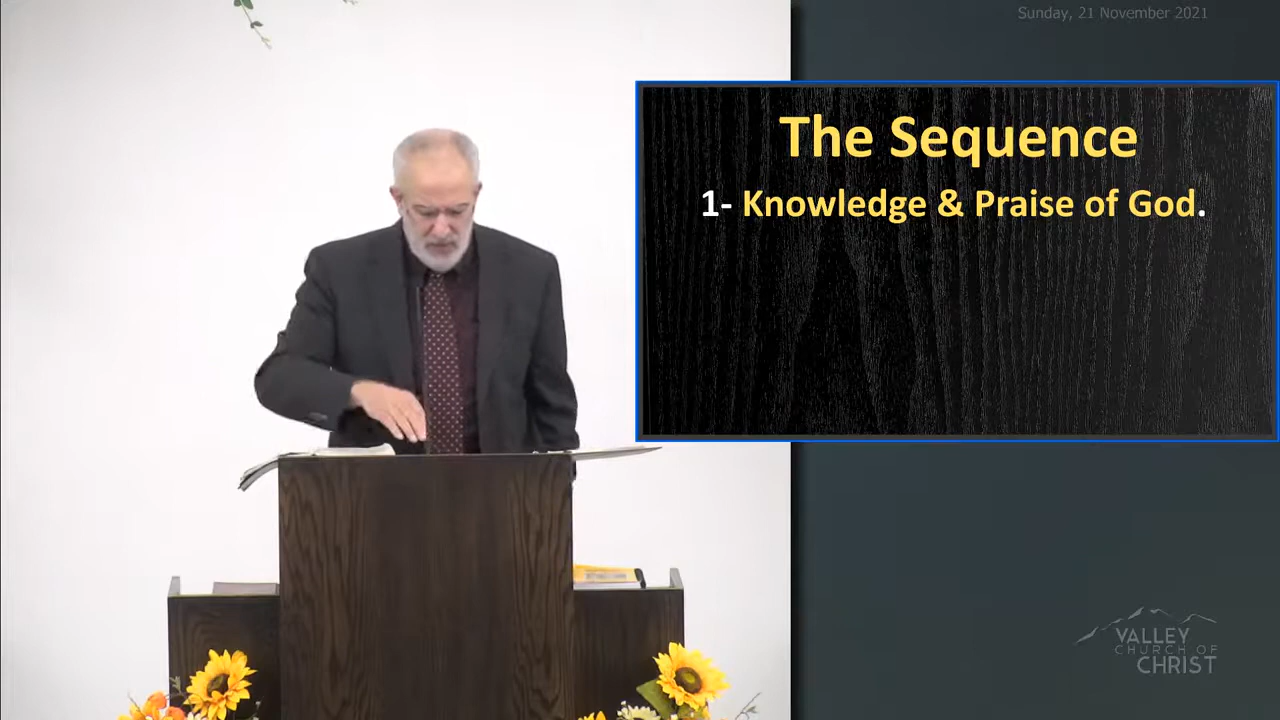 Sunday, 21 November 2021
The Sequence
1- Knowledge & Praise of God.
VALLEY
CHURCH OF
CHRIST